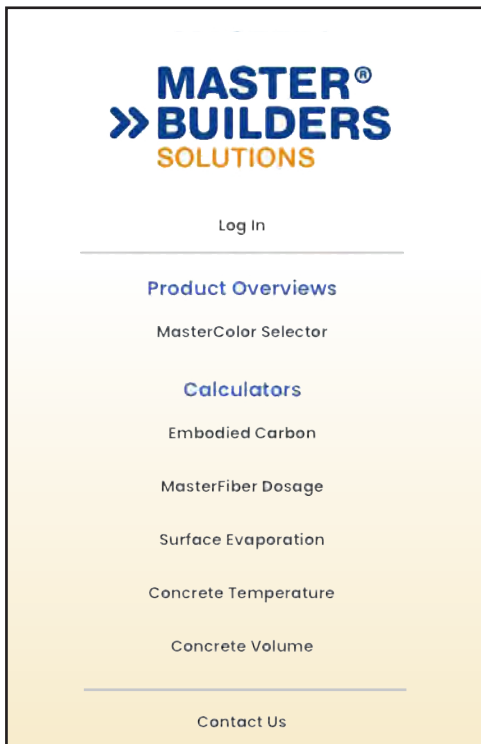 MASTER®
BUILDERS
SOLUTIONS
Log In
Product Overviews
MasterColor Selector
Calculators
Embodied Carbon
MasterFiber Dosage
Surface Evaporation
Concrete Temperature
Concrete Volume
Contact Us